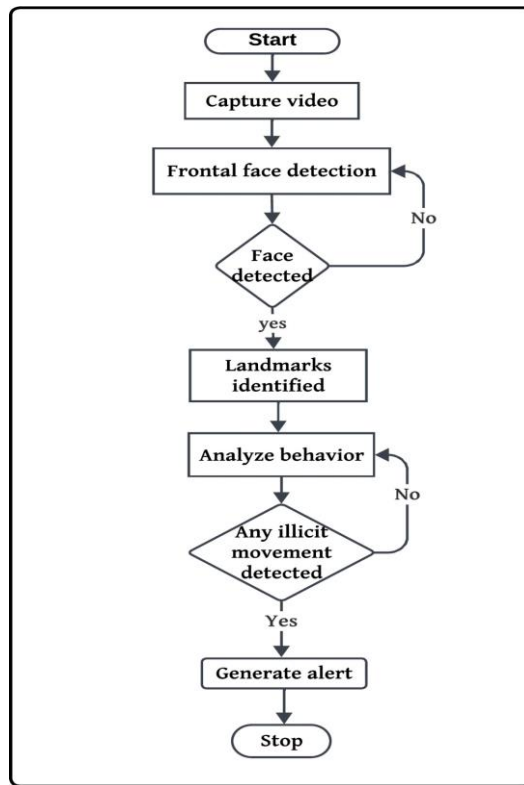 Start
Capture video
Frontal face detection
No
Face
detected
yes
Landmarks
identified
Analyze behavior
No
Any illicit
movement
detected
Yes
Generate alert
Stop